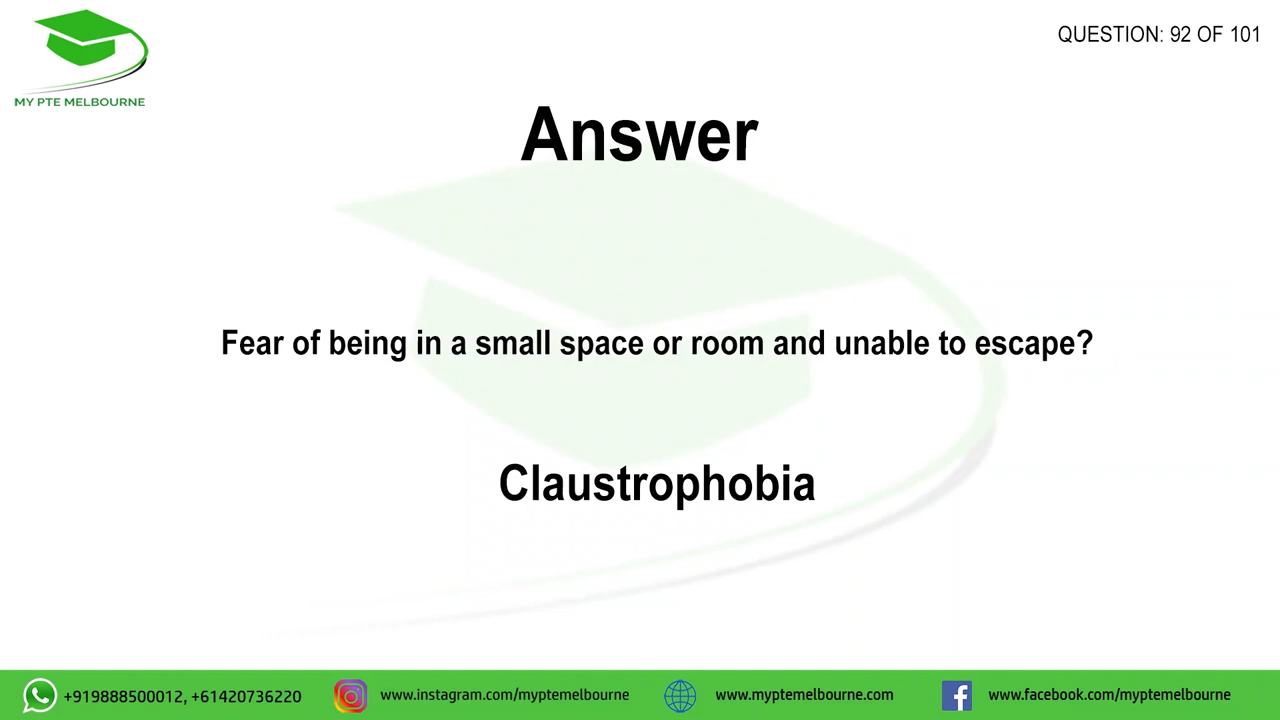 QUESTION: 92 OF 101
MY PTE MELBOURNE
Answer
Fear of being in a small space or room and unable to escape?
Claustrophobia
+919888500012, +61420736220
www.instagram.com/myptemelbourne
www.myptemelbourne.com
www.facebook.com/myptemelbourne